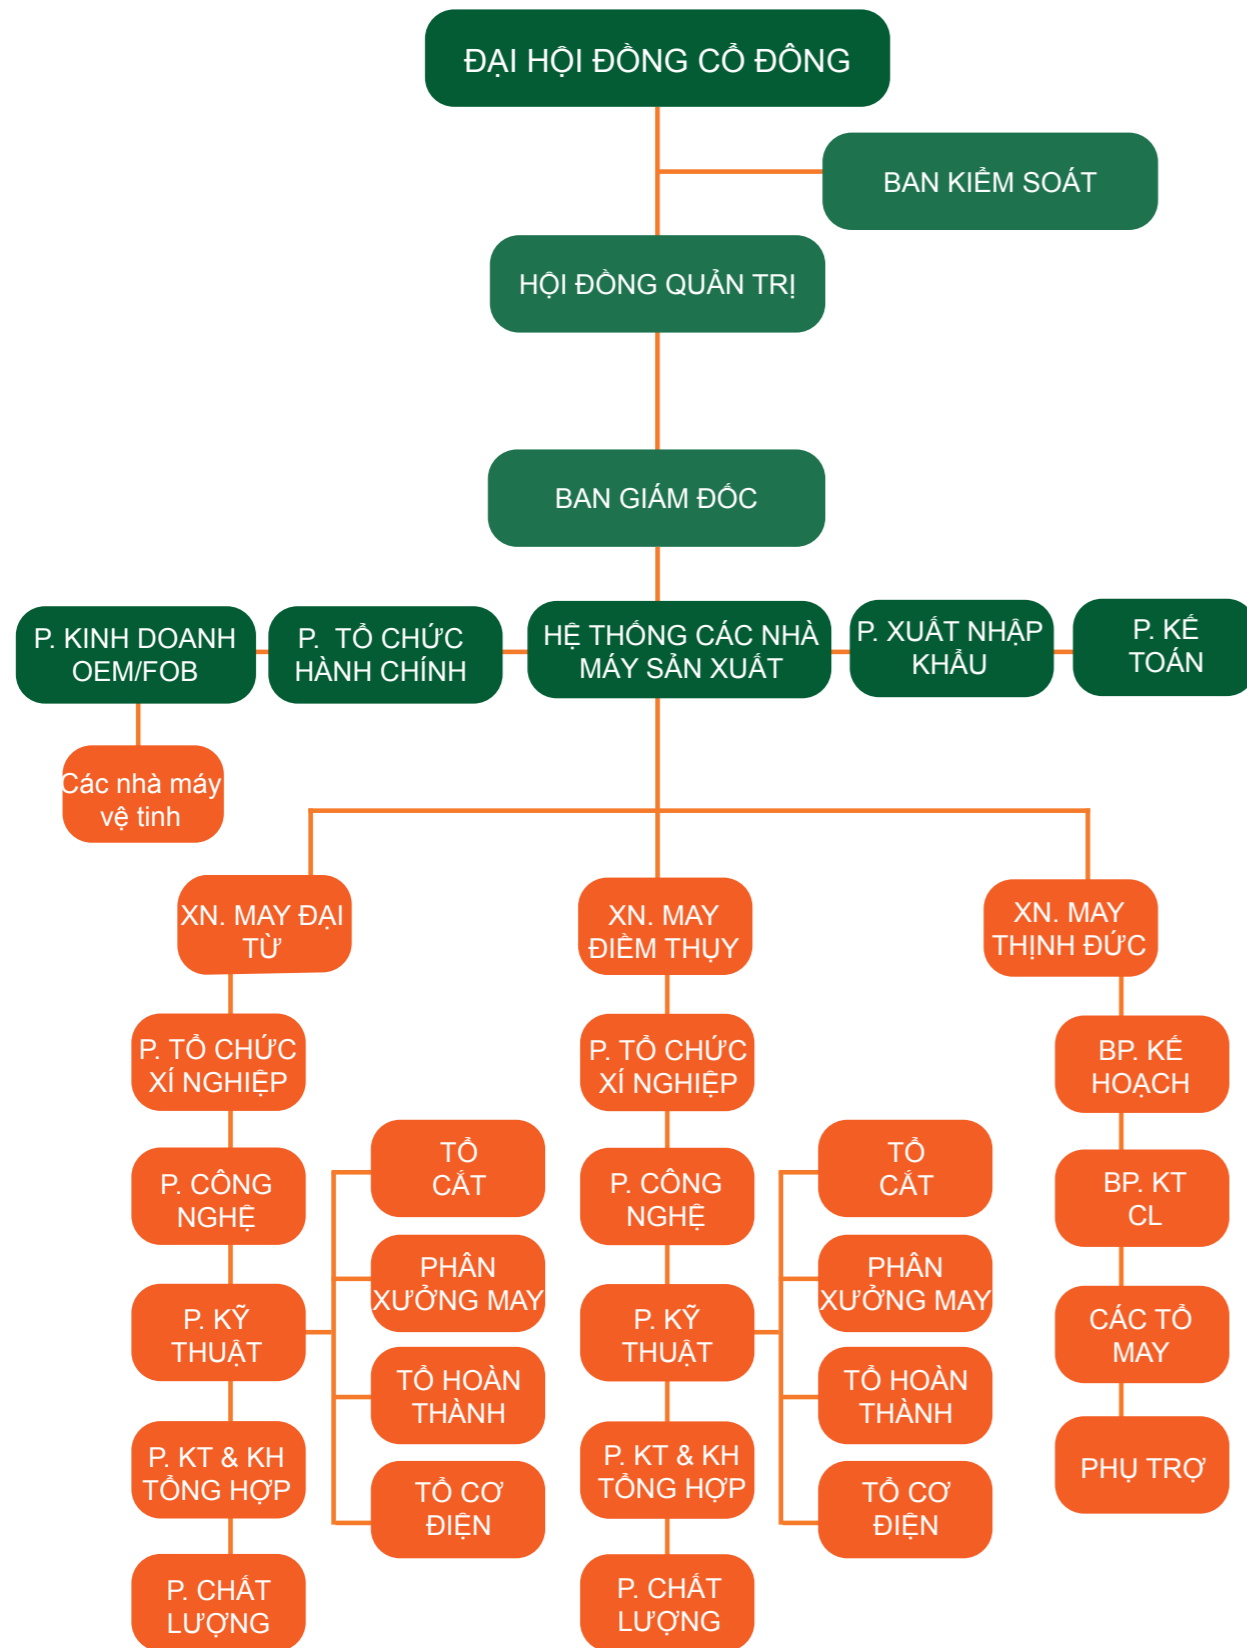 ĐẠI HỘI ĐỒNG CỔ ĐÔNG
BAN KIỂM SOÁT
HỘI ĐỒNG QUẢN TRỊ
BAN GIÁM ĐỐC
P. KINH DOANH
OEM/FOB
P. TỔ CHỨC
HÀNH CHÍNH
HỆ THỐNG CÁC NHÀ
MÁY SẢN XUẤT
P. XUẤT NHẬP
KHẨU
P. KẾ
TOÁN
Các nhà máy
vệ tinh
XN. MAY ĐẠI
TỪ
XN. MAY
ĐIỀM THỤY
XN. MAY
THỊNH ĐỨC
P. TỔ CHỨC
XÍ NGHIỆP
P. CÔNG
NGHỆ
P. KỸ
THUẬT
P. KT & KH
TỔNG HỢP
P. CHẤT
LƯỢNG
TỔ
CẮT
PHÂN
XƯỞNG MAY
TỔ HOÀN
THÀNH
TỔ CƠ
ĐIỆN
P. TỔ CHỨC
XÍ NGHIỆP
P. CÔNG
NGHỆ
P. KỸ
THUẬT
P. KT & KH
TỔNG HỢP
P. CHẤT
LƯỢNG
TỔ
CẮT
PHÂN
XƯỞNG MAY
TỔ HOÀN
THÀNH
TỔ CƠ
ĐIỆN
BP. KẾ
HOẠCH
BP. KT
CL
CÁC TỔ
MAY
PHỤ TRỢ